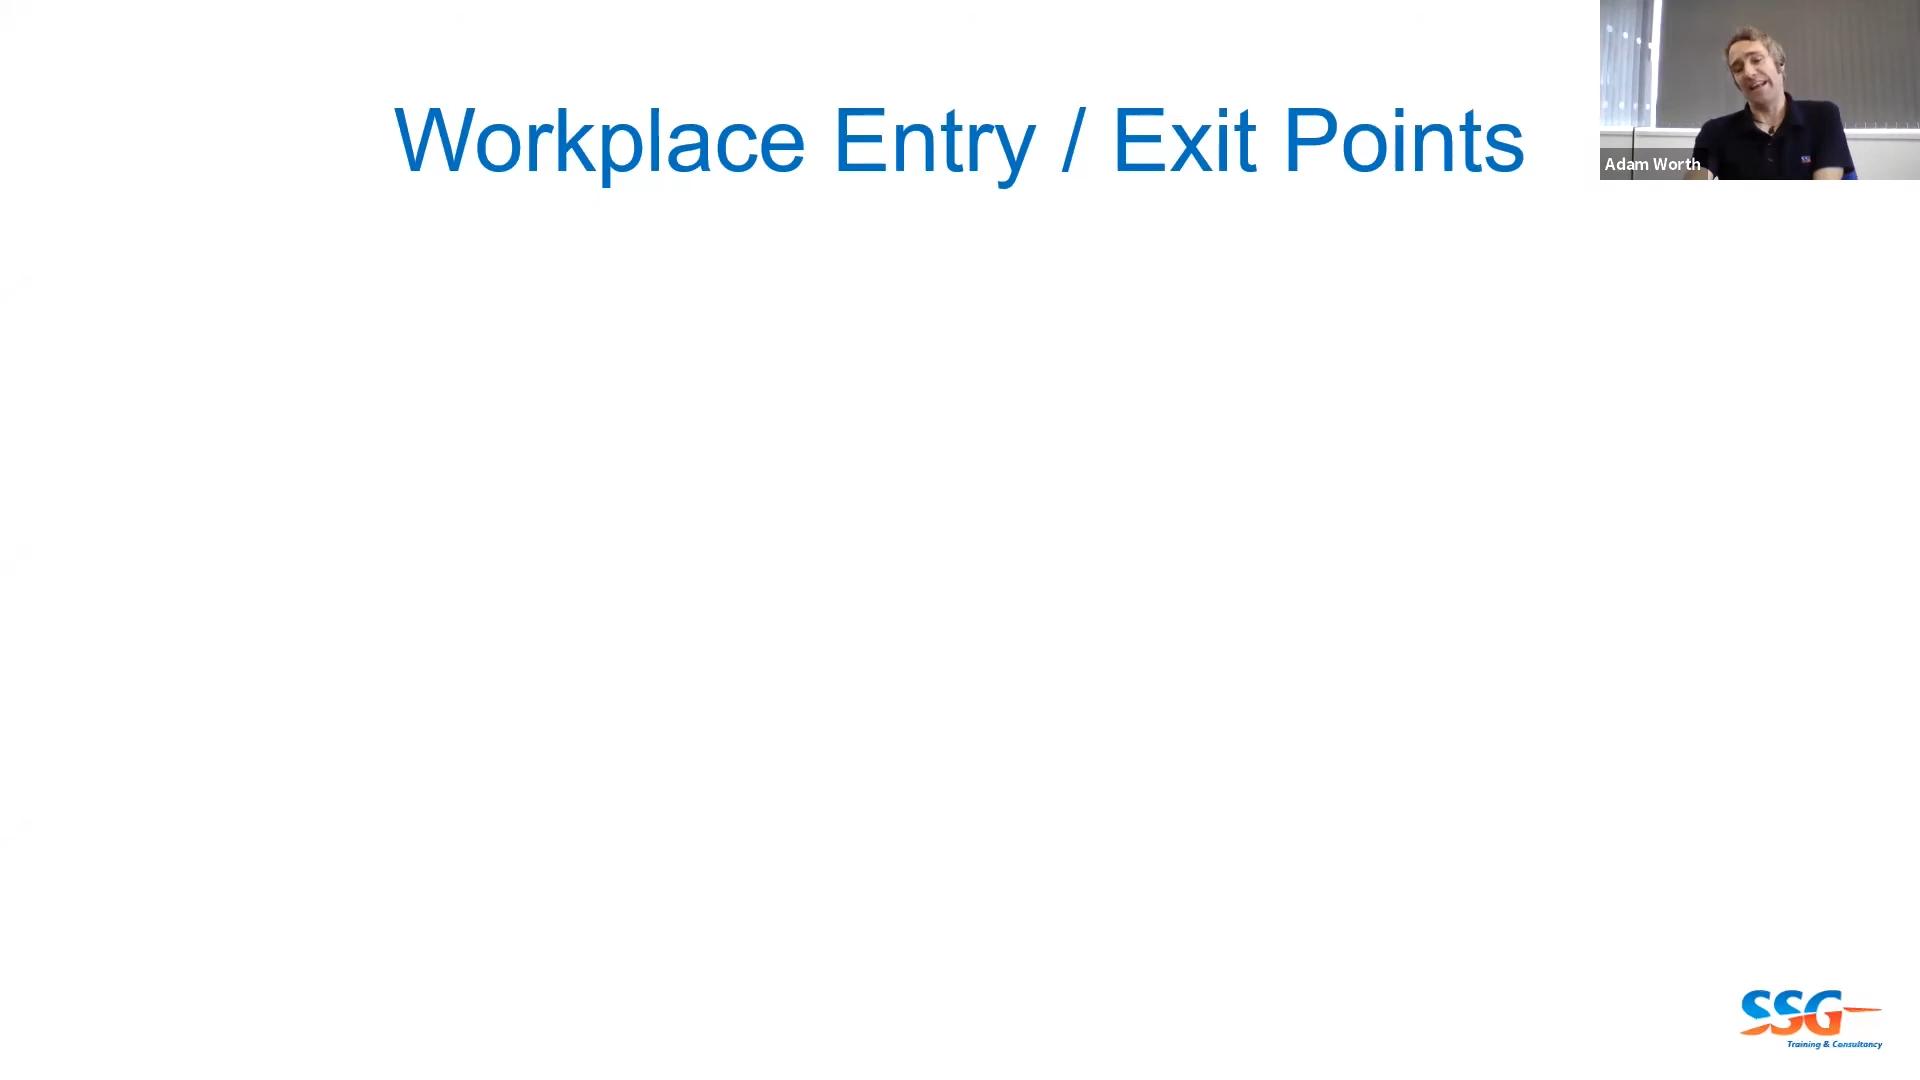 Workplace Entry / Exit Points
Adam Worth
SSG
Training & Consultancy